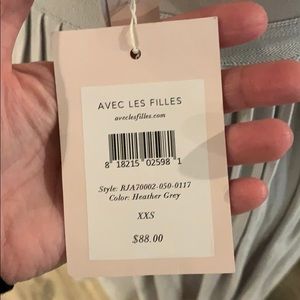 AVEC LES FILLES
aveclesfilles.com
8 18215 02598 1
Style: RJA70002-050-0117
Color: Heather Grey
XXS
$88.00